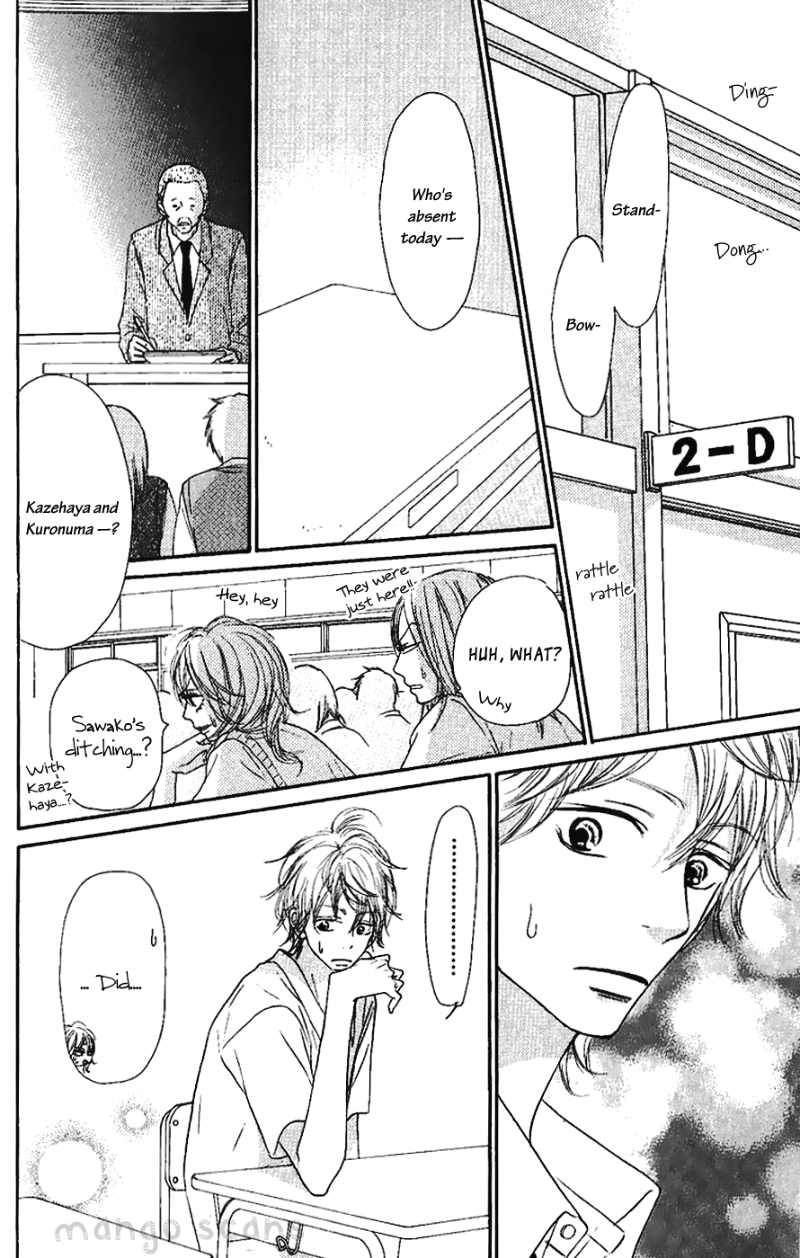 Ding-
Dong...
Stand-
Bow-
2-D
rattle
rattle
Who's
absent
today —
Kazehaya and
Kuronuma —?
HUH, WHAT?
Why
They were
just here!!
Hey, hey
Sawako's
ditching...?
With
Kaze-
haya...?
..........
... Did....
mango scans